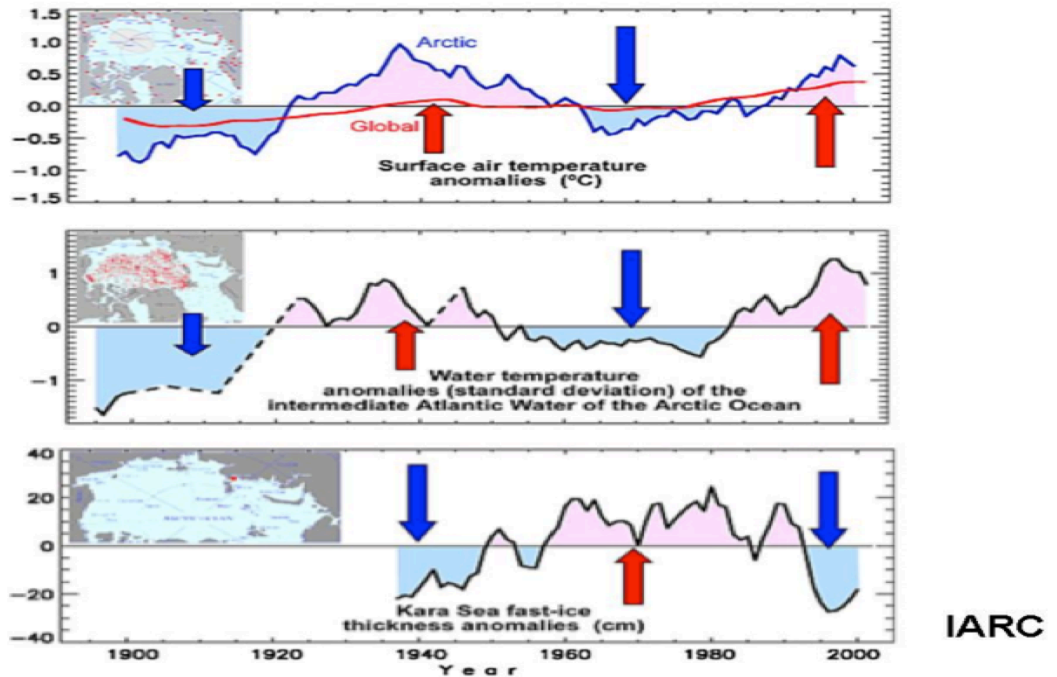 1.5
1.0
0.5
0.0
-0.5
-1.0
-1.5
Arctic
Global
Surface air temperature
anomalies (°C)
1
0
-1
Water temperature
anomalies (standard deviation) of the
intermediate Atlantic Water of the Arctic Ocean
40
20
0
-20
-40
Kara Sea fast-ice
thickness anomalies (cm)
1900 1920 1940 1960 1980 2000
Year
IARC